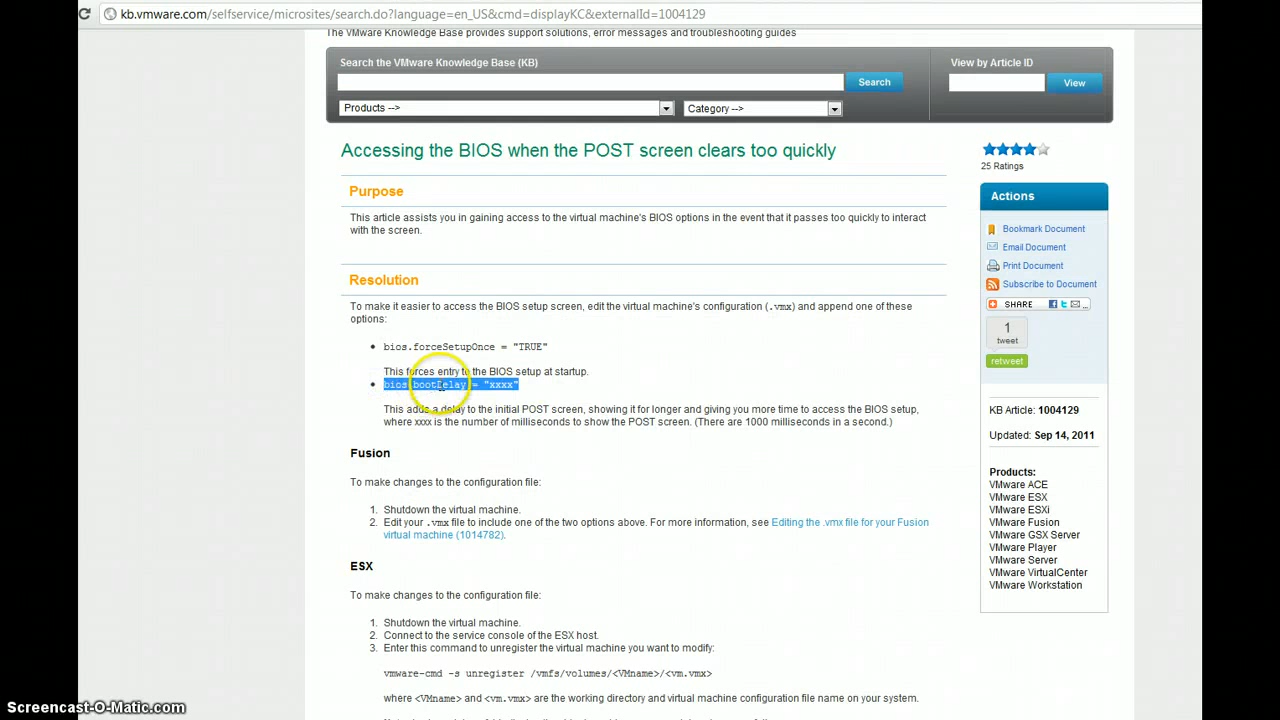 kb.vmware.com/selfservice/microsites/search.do?language=en_US&cmd=displayKC&externalId=1004129
The VMware Knowledge Base provides support solutions, error messages and troubleshooting guides
Search the VMware Knowledge Base (KB)
View by Article ID
Search
View
Products -->
Category -->
Accessing the BIOS when the POST screen clears too quickly
25 Ratings
Purpose
This article assists you in gaining access to the virtual machine's BIOS options in the event that it passes too quickly to interact
with the screen.
Resolution
To make it easier to access the BIOS setup screen, edit the virtual machine's configuration (.vmx) and append one of these
options:
bios.forceSetupOnce = "TRUE"
This forces entry to the BIOS setup at startup.
bios.bootDelay = "xxxx"
This adds a delay to the initial POST screen, showing it for longer and giving you more time to access the BIOS setup,
where xxxx is the number of milliseconds to show the POST screen. (There are 1000 milliseconds in a second.)
Fusion
To make changes to the configuration file:
1. Shutdown the virtual machine.
2. Edit your .vmx file to include one of the two options above. For more information, see Editing the .vmx file for your Fusion
virtual machine (1014782).
ESX
To make changes to the configuration file:
1. Shutdown the virtual machine.
2. Connect to the service console of the ESX host.
3. Enter this command to unregister the virtual machine you want to modify:
vmware-cmd -s unregister /vmfs/volumes/<VMname>/<vm.vmx>
where <VMname> and <vm.vmx> are the working directory and virtual machine configuration file name on your system.
Actions
Bookmark Document
Email Document
Print Document
Subscribe to Document
SHARE
1
tweet
retweet
KB Article: 1004129
Updated: Sep 14, 2011
Products:
VMware ACE
VMware ESX
VMware ESXi
VMware Fusion
VMware GSX Server
VMware Player
VMware Server
VMware VirtualCenter
VMware Workstation
Screencast-O-Matic.com